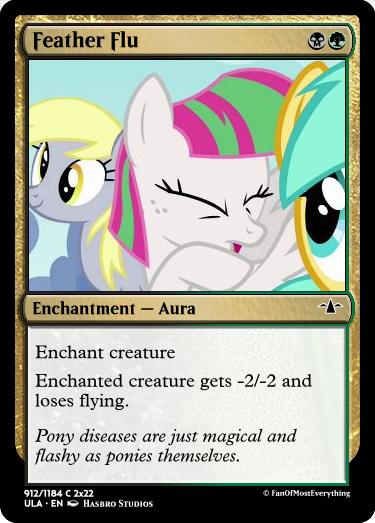 Feather Flu
Enchantment — Aura
Enchant creature
Enchanted creature gets -2/-2 and
loses flying.
Pony diseases are just magical and
flashy as ponies themselves.
912/1184 C 2x22
ULA • EN Hasbro Studios
© FanOfMostEverything